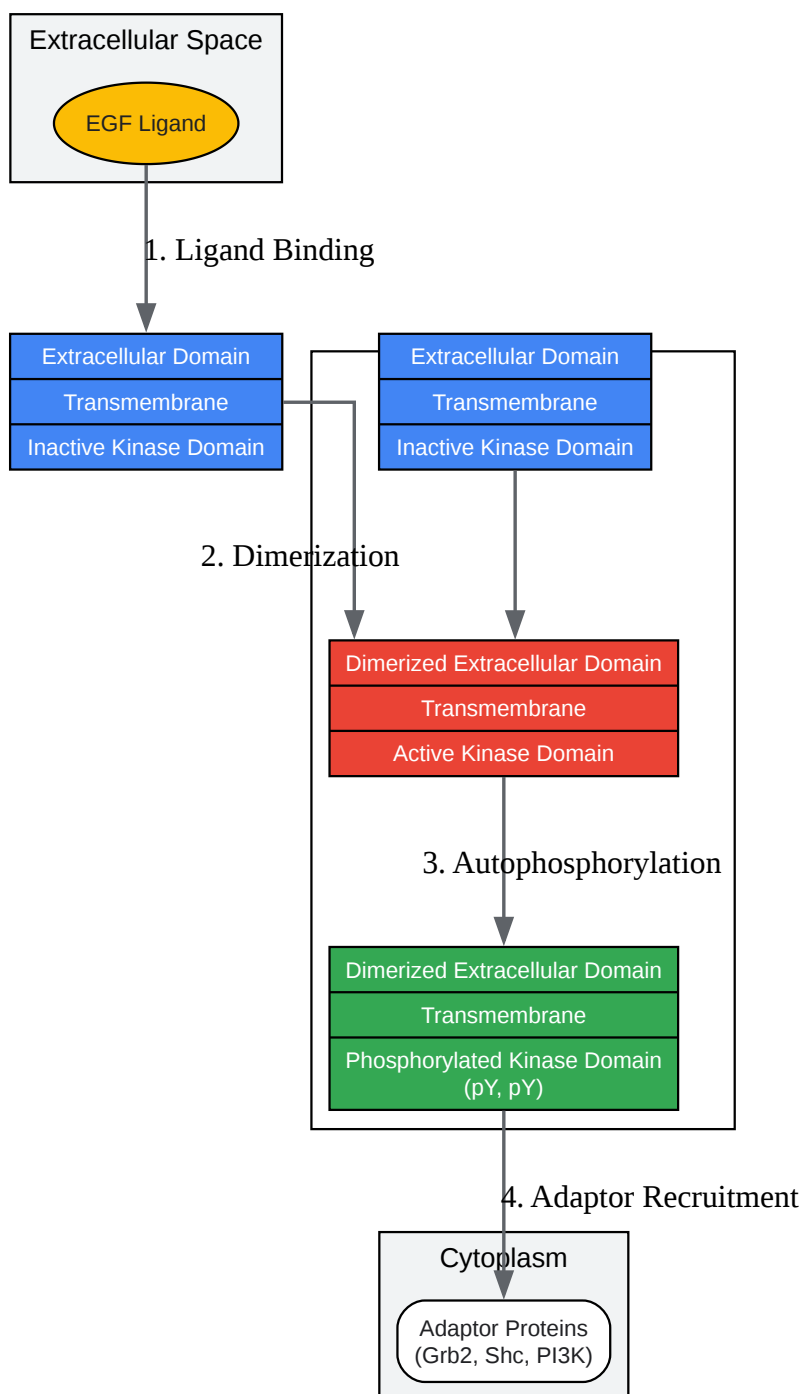 Extracellular Space
EGF Ligand
1. Ligand Binding
Extracellular Domain
Transmembrane
Inactive Kinase Domain
Extracellular Domain
Transmembrane
Inactive Kinase Domain
2. Dimerization
Dimerized Extracellular Domain
Transmembrane
Active Kinase Domain
3. Autophosphorylation
Dimerized Extracellular Domain
Transmembrane
Phosphorylated Kinase Domain
(pY, pY)
4. Adaptor Recruitment
Cytoplasm
Adaptor Proteins
(Grb2, Shc, PI3K)